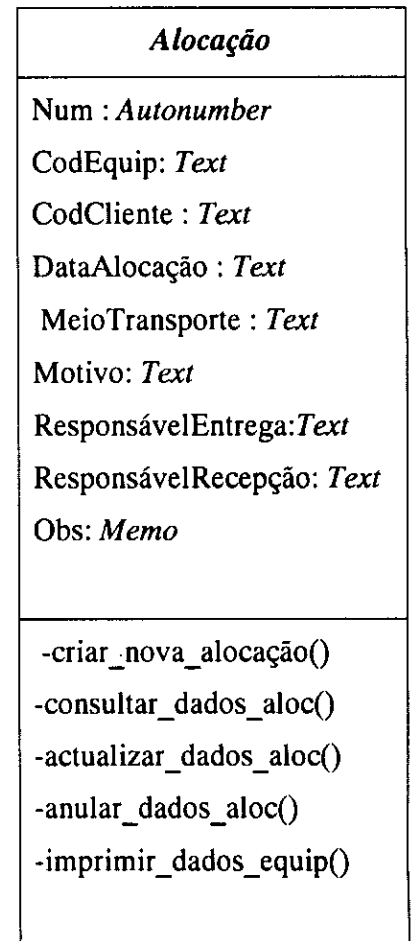 Alocação
Num : Autonumber
CodEquip: Text
CodCliente : Text
DataAlocação : Text
MeioTransporte : Text
Motivo: Text
ResponsávelEntrega:Text
ResponsávelRecepção: Text
Obs: Memo
-criar_nova_alocação()
-consultar_dados_aloc()
-actualizar_dados_aloc()
-anular_dados_aloc()
-imprimir_dados_equip()